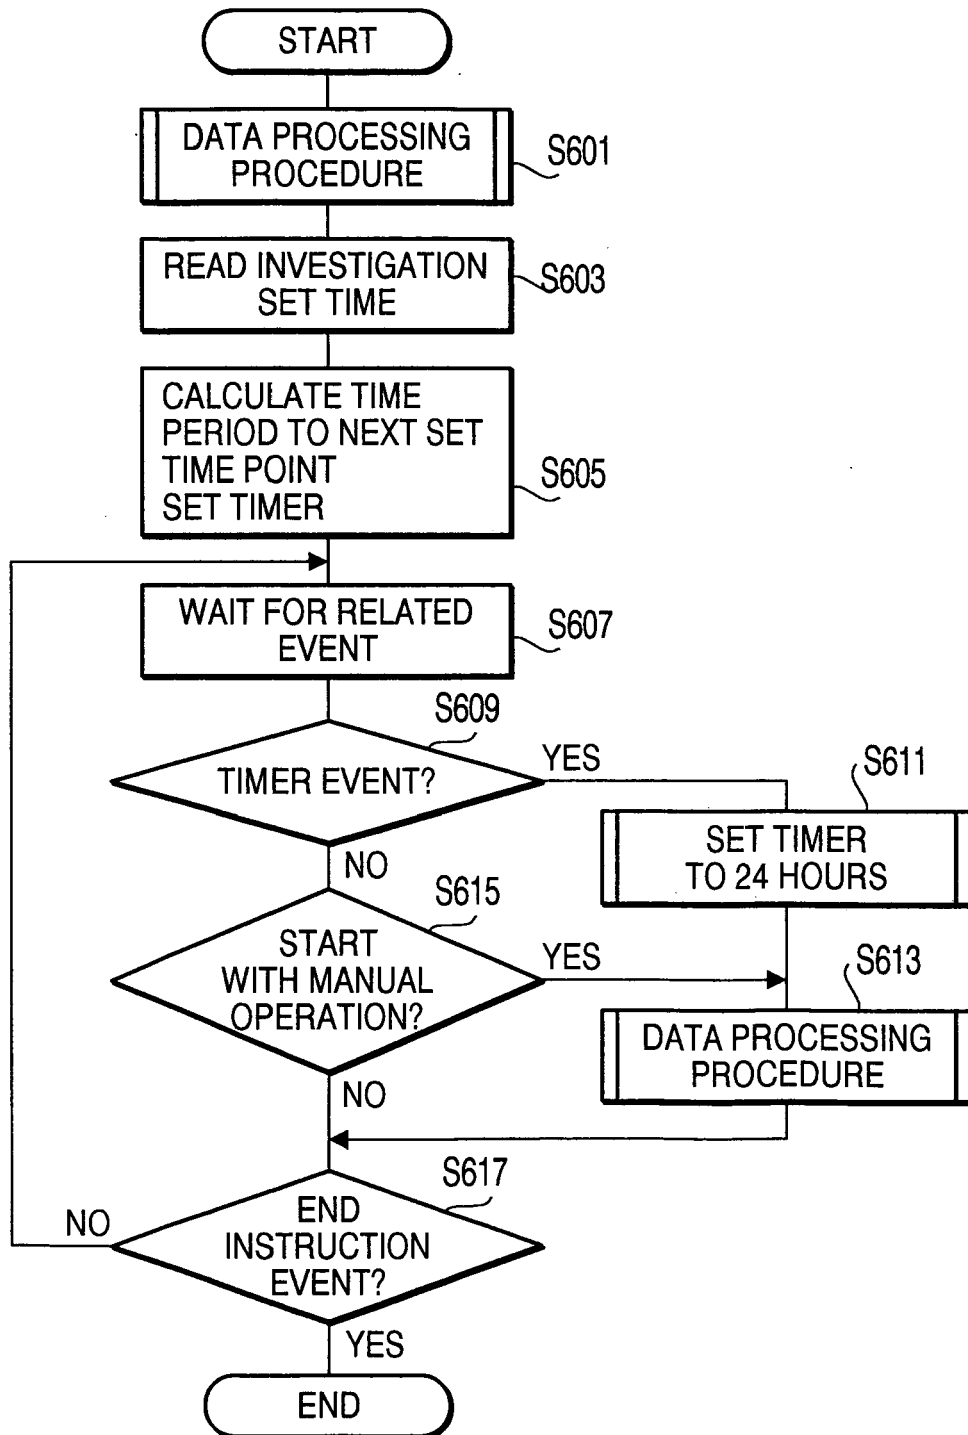 START
DATA PROCESSING
PROCEDURE
S601
READ INVESTIGATION
SET TIME
S603
CALCULATE TIME
PERIOD TO NEXT SET
TIME POINT
SET TIMER
S605
WAIT FOR RELATED
EVENT
S607
S609
TIMER EVENT?
YES
NO
S611
SET TIMER
TO 24 HOURS
S615
START
WITH MANUAL
OPERATION?
YES
NO
S613
DATA PROCESSING
PROCEDURE
S617
END
INSTRUCTION
EVENT?
NO
YES
END